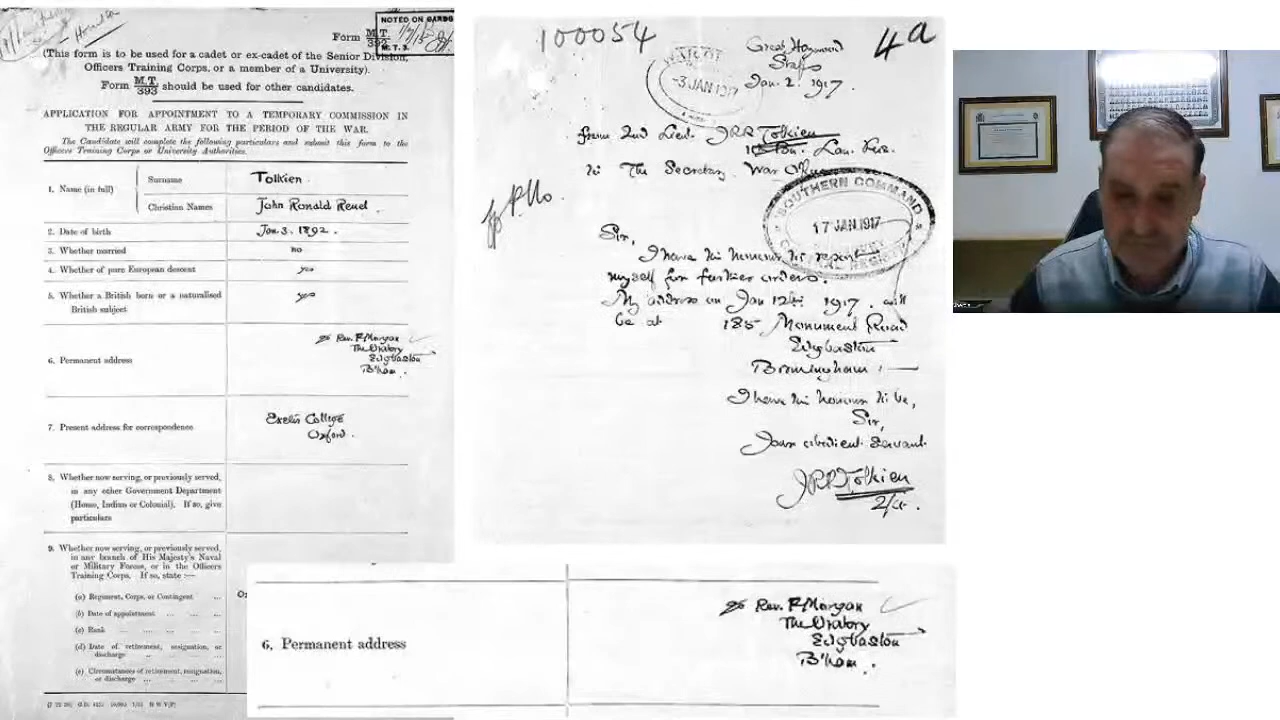 NOTED ON CARDS
M.T. 3.
Form M.T. 392
(This form is to be used for a cadet or ex-cadet of the Senior Division,
Officers Training Corps, or a member of a University).
Form M.T. 393 should be used for other candidates.
APPLICATION FOR APPOINTMENT TO A TEMPORARY COMMISSION IN
THE REGULAR ARMY FOR THE PERIOD OF THE WAR.
The Candidate will complete the following particulars and submit this form to the
Officers Training Corps or University Authorities.
1. Name (in full)
Surname Tolkien
Christian Names John Ronald Reuel
2. Date of birth Jan. 3. 1892.
3. Whether married no
4. Whether of pure European descent yes
5. Whether a British born or a naturalised yes
British subject
6. Permanent address
Rev. F Morgan
The Oratory
Edgbaston
B'ham.
7. Present address for correspondence
Exeter College
Oxford.
8. Whether now serving, or previously served,
in any other Government Department
(Home, Indian or Colonial). If so, give
particulars
9. Whether now serving, or previously served,
in any branch of His Majesty's Naval
or Military Forces, or in the Officers
Training Corps. If so, state :—
(a) Regiment, Corps, or Contingent ...
(b) Date of appointment ... ... ...
(c) Rank ... ... ... ...
(d) Date of retirement, resignation, or
discharge
(e) Circumstances of retirement, resignation,
or discharge ... ... ... ...
100054
4a
Great Haywood
Staffs
Jan. 2. 1917.
-3 JAN 1917
from 2nd Lieut. JRR Tolkien
Lan. Fus.
to The Secretary War Office
SOUTHERN COMMAND
17 JAN. 1917
Sir,
I have the honour to report
myself for further orders.
My address on Jan 12th 1917. will
be at 185 Monument Road
Edgbaston
Birmingham :—
I have the honour to be,
Sir,
Your obedient servant
JRRTolkien
2/Lt.
6. Permanent address
Rev. F Morgan
The Oratory
Edgbaston
B'ham.